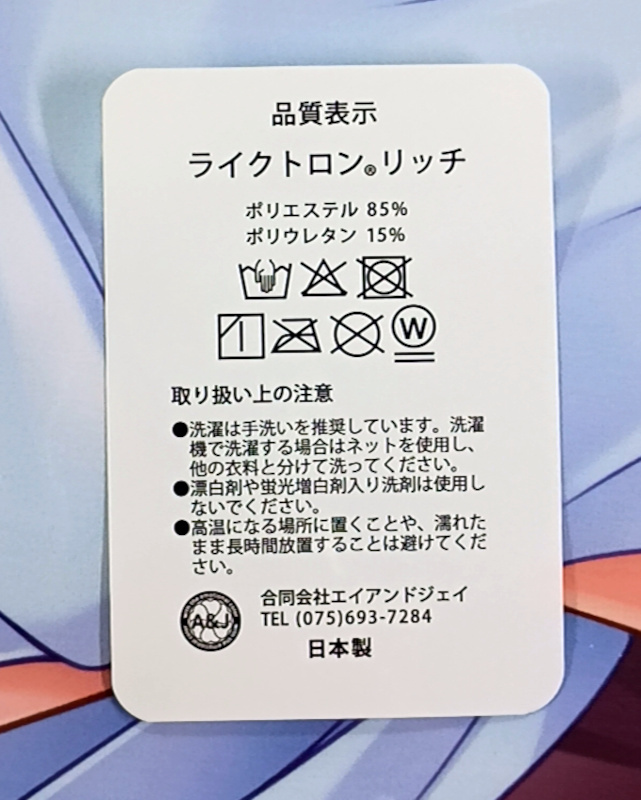 品質表示
ライクトロン®リッチ
ポリエステル 85%
ポリウレタン 15%
W
取り扱い上の注意
●洗濯は手洗いを推奨しています。洗濯
機で洗濯する場合はネットを使用し、
他の衣料と分けて洗ってください。
●漂白剤や蛍光増白剤入り洗剤は使用し
ないでください。
●高温になる場所に置くことや、濡れた
まま長時間放置することは避けてくだ
さい。
A&J
合同会社エイアンドジェイ
TEL (075)693-7284
日本製